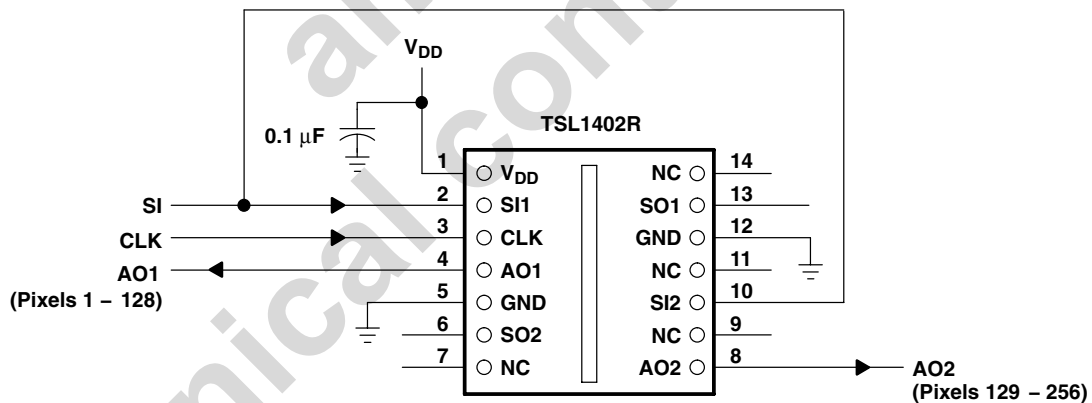 V_DD
0.1 μF
TSL1402R
1 V_DD NC 14
SI 2 SI1 SO1 13
CLK 3 CLK GND 12
AO1 4 AO1 NC 11
(Pixels 1 – 128)
5 GND SI2 10
6 SO2 NC 9
7 NC AO2 8 AO2
(Pixels 129 – 256)